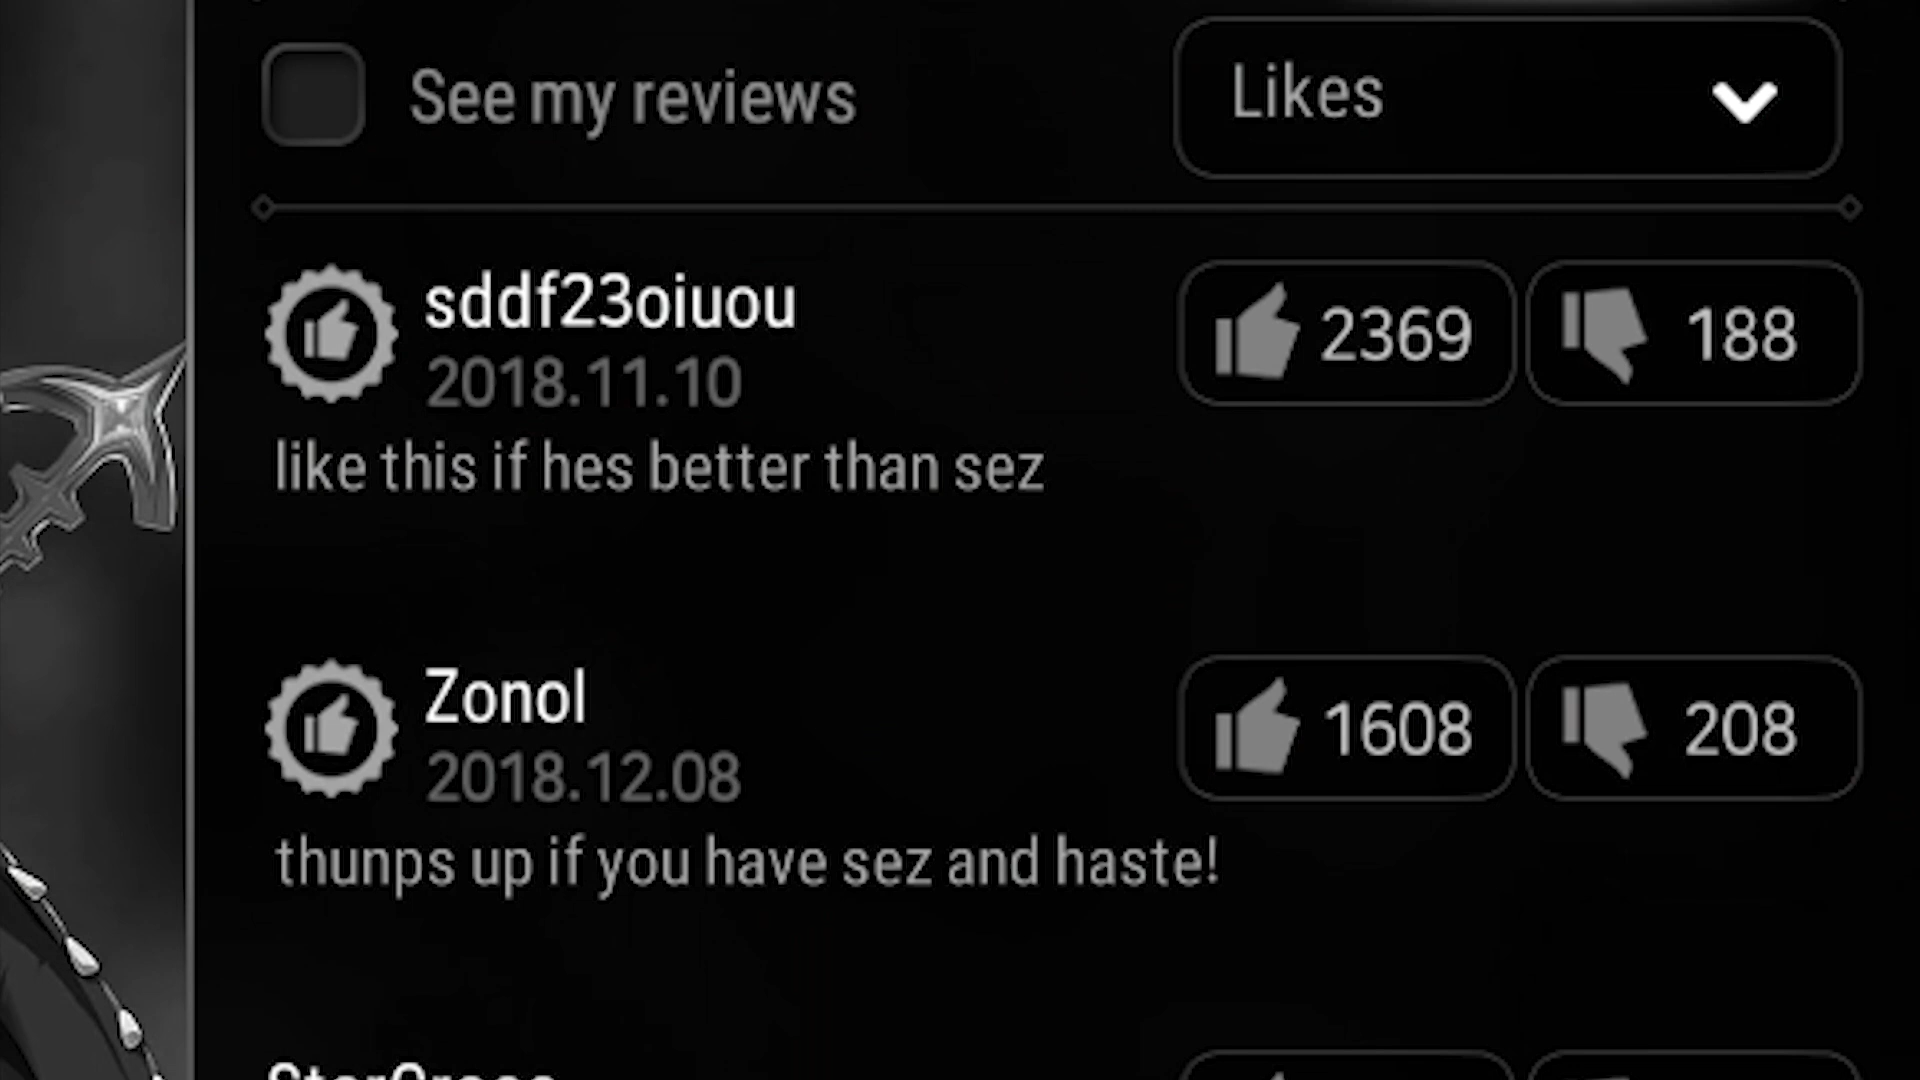 See my reviews
Likes
sddf23oiuou
2369
188
2018.11.10
like this if hes better than sez
Zonol
1608
208
2018.12.08
thunps up if you have sez and haste!